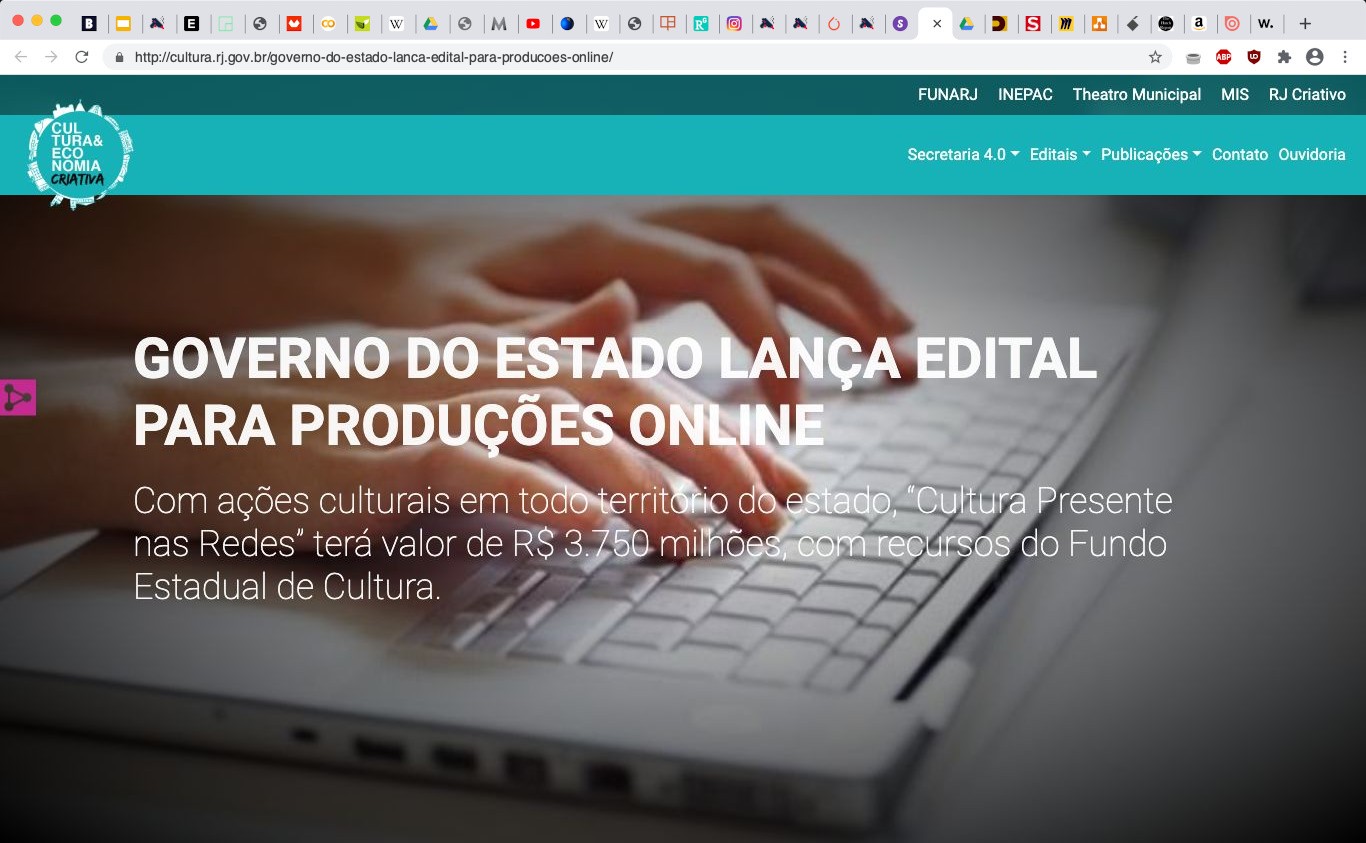 http://cultura.rj.gov.br/governo-do-estado-lanca-edital-para-producoes-online/
FUNARJ INEPAC Theatro Municipal MIS RJ Criativo
CUL
TURA&
ECO
NOMIA
CRIATIVA
Secretaria 4.0 Editais Publicações Contato Ouvidoria
GOVERNO DO ESTADO LANÇA EDITAL
PARA PRODUÇÕES ONLINE
Com ações culturais em todo território do estado, “Cultura Presente
nas Redes” terá valor de R$ 3.750 milhões, com recursos do Fundo
Estadual de Cultura.